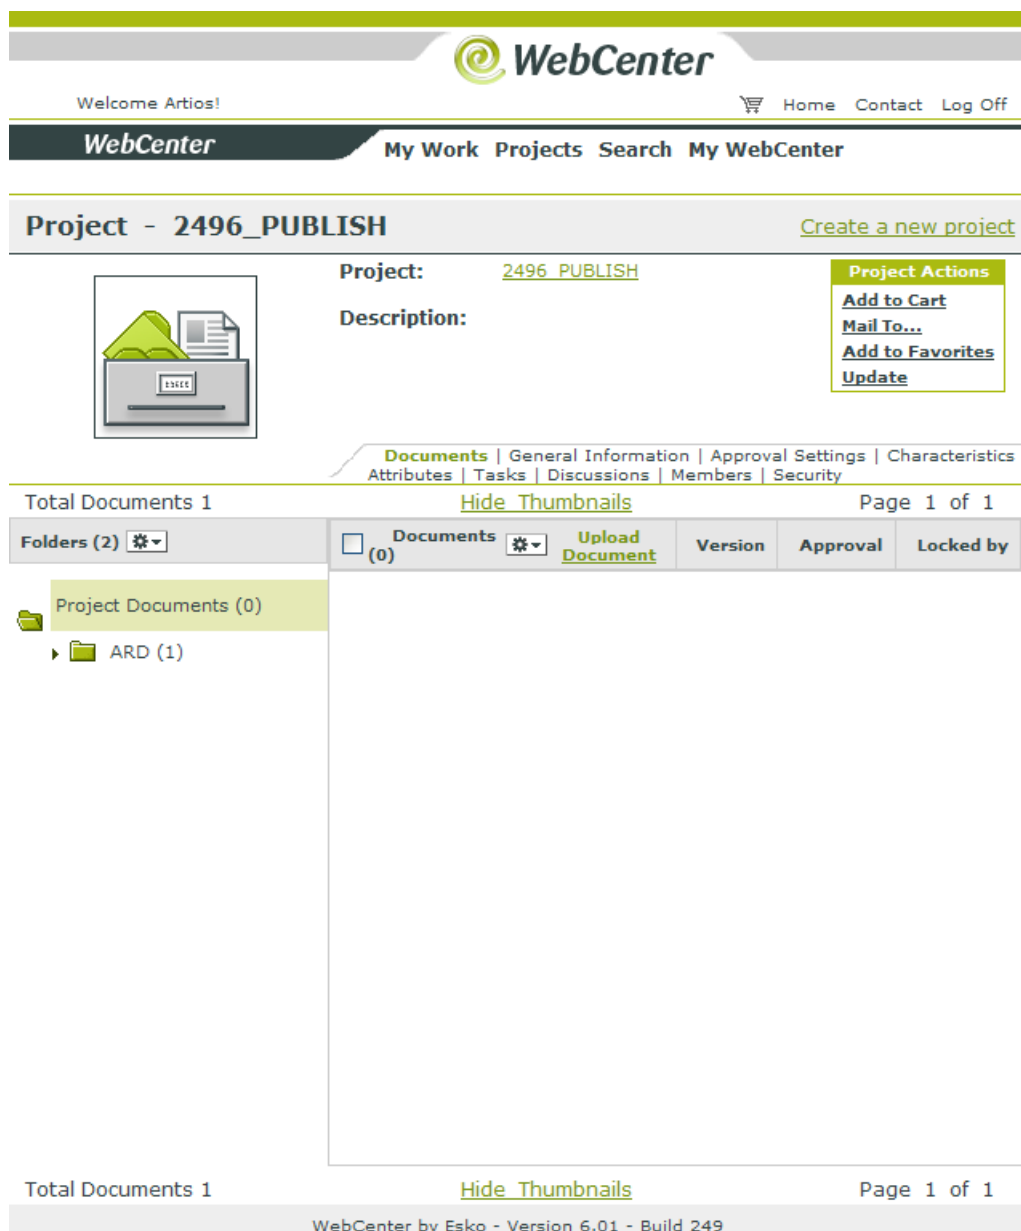 WebCenter
Welcome Artios!
Home Contact Log Off
WebCenter
My Work Projects Search My WebCenter
Project - 2496_PUBLISH
Create a new project
Project: 2496_PUBLISH
Description:
Project Actions
Add to Cart
Mail To...
Add to Favorites
Update
Documents | General Information | Approval Settings | Characteristics
Attributes | Tasks | Discussions | Members | Security
Total Documents 1 Hide Thumbnails Page 1 of 1
Folders (2)
Documents (0)
Upload Document
Version
Approval
Locked by
Project Documents (0)
ARD (1)
Total Documents 1 Hide Thumbnails Page 1 of 1
WebCenter by Esko - Version 6.01 - Build 249